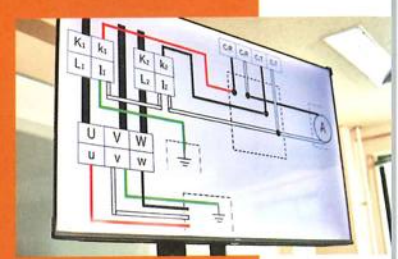 K₁ k₁
K₂ k₂
L₁ l₁
L₂ l₂
A
U V W
u v w